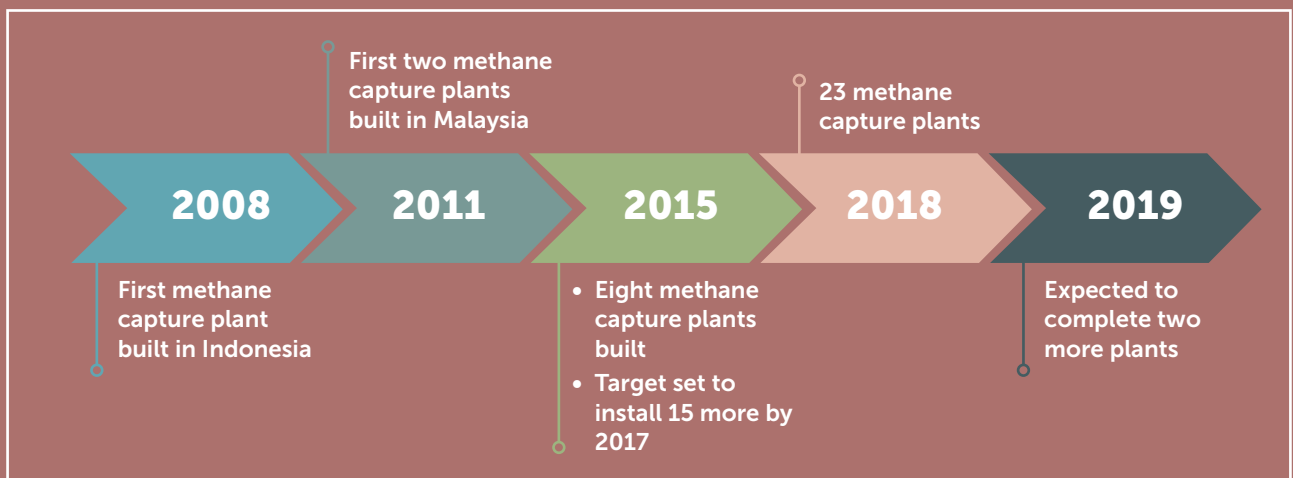 2008
First methane
capture plant
built in Indonesia
2011
First two methane
capture plants
built in Malaysia
2015
• Eight methane
capture plants
built
• Target set to
install 15 more by
2017
2018
23 methane
capture plants
2019
Expected to
complete two
more plants